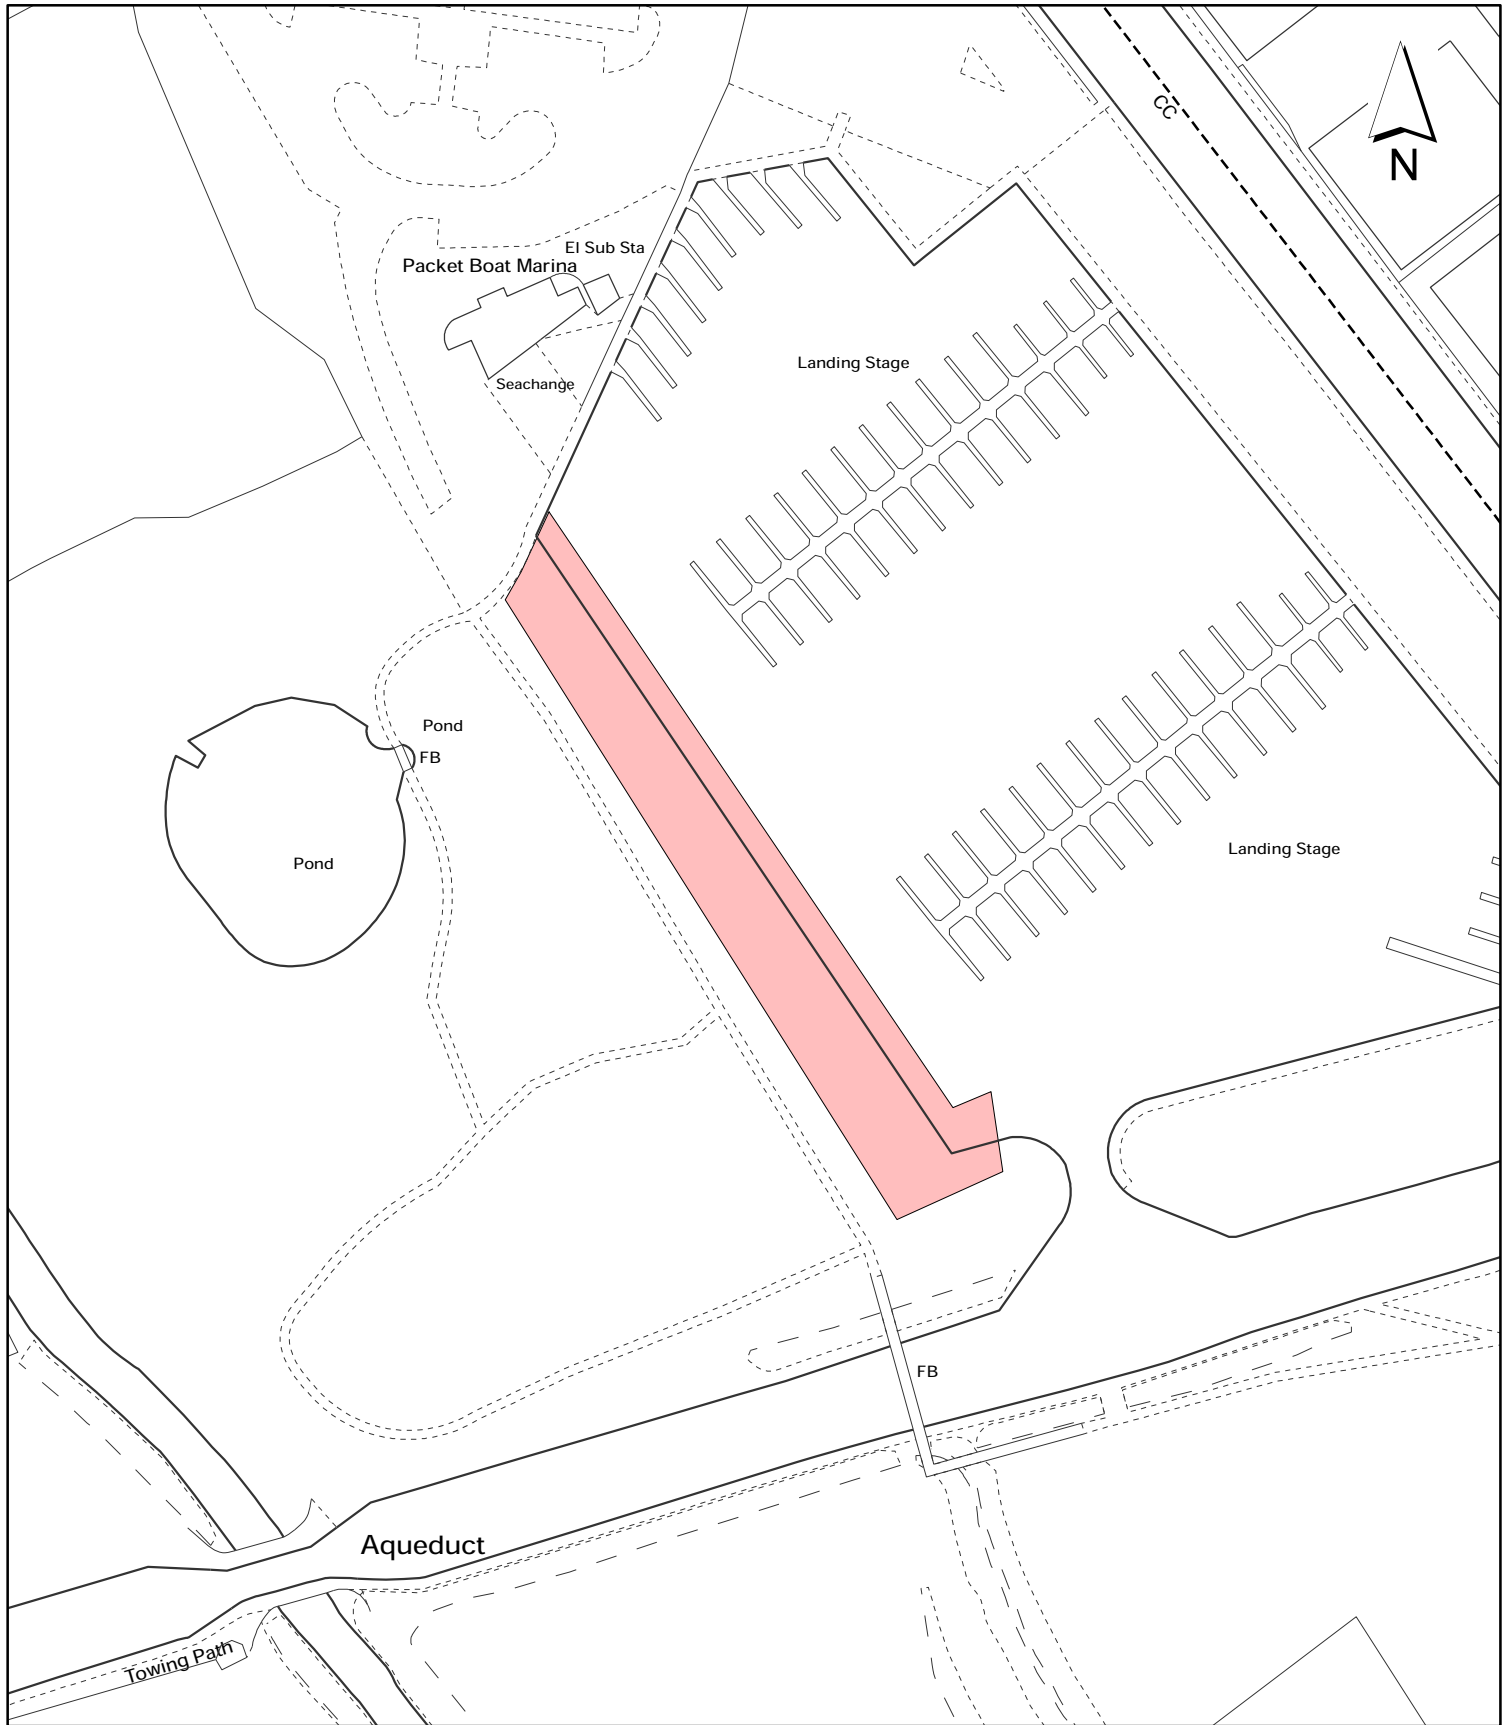 CC
N
El Sub Sta
Packet Boat Marina
Landing Stage
Seachange
Pond
FB
Landing Stage
Pond
FB
Aqueduct
Towing Path